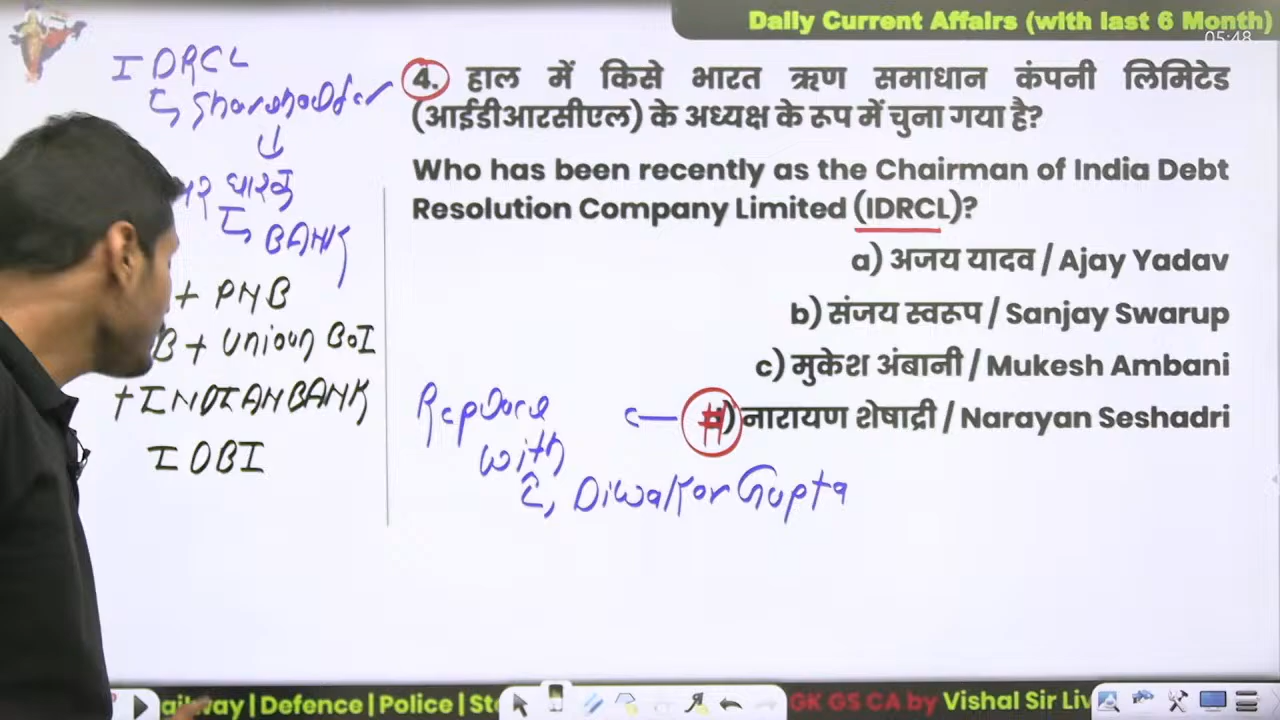 Daily Current Affairs (with last 6 Month)
05:48
IDRCL
4. हाल में किसे भारत ऋण समाधान कंपनी लिमिटेड
(आईडीआरसीएल) के अध्यक्ष के रूप में चुना गया है?
Who has been recently as the Chairman of India Debt
Resolution Company Limited (IDRCL)?
a) अजय यादव / Ajay Yadav
b) संजय स्वरूप / Sanjay Swarup
c) मुकेश अंबानी / Mukesh Ambani
नारायण शेषाद्री / Narayan Seshadri
धारक
BANK
+ PNB
B + Union BoI
+ INDIAN BANK
IOBI
with
Diwakar Gupta
ailway | Defence | Police | St
GK GS CA by Vishal Sir Liv